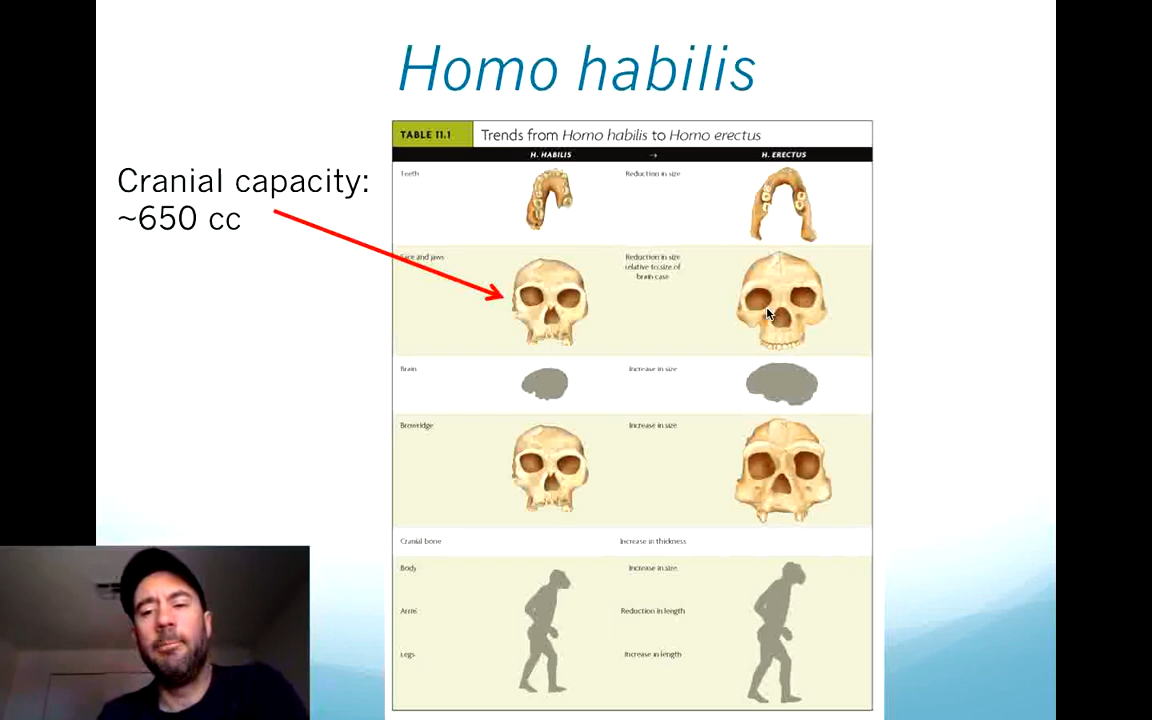 Homo habilis
Cranial capacity:
~650 cc
TABLE 11.1 Trends from Homo habilis to Homo erectus
H. HABILIS → H. ERECTUS
Teeth Reduction in size
Face and jaws Reduction in size
relative to size of
brain case
Brain Increase in size
Browridge Increase in size
Cranial bone Increase in thickness
Body Increase in size
Arms Reduction in length
Legs Increase in length